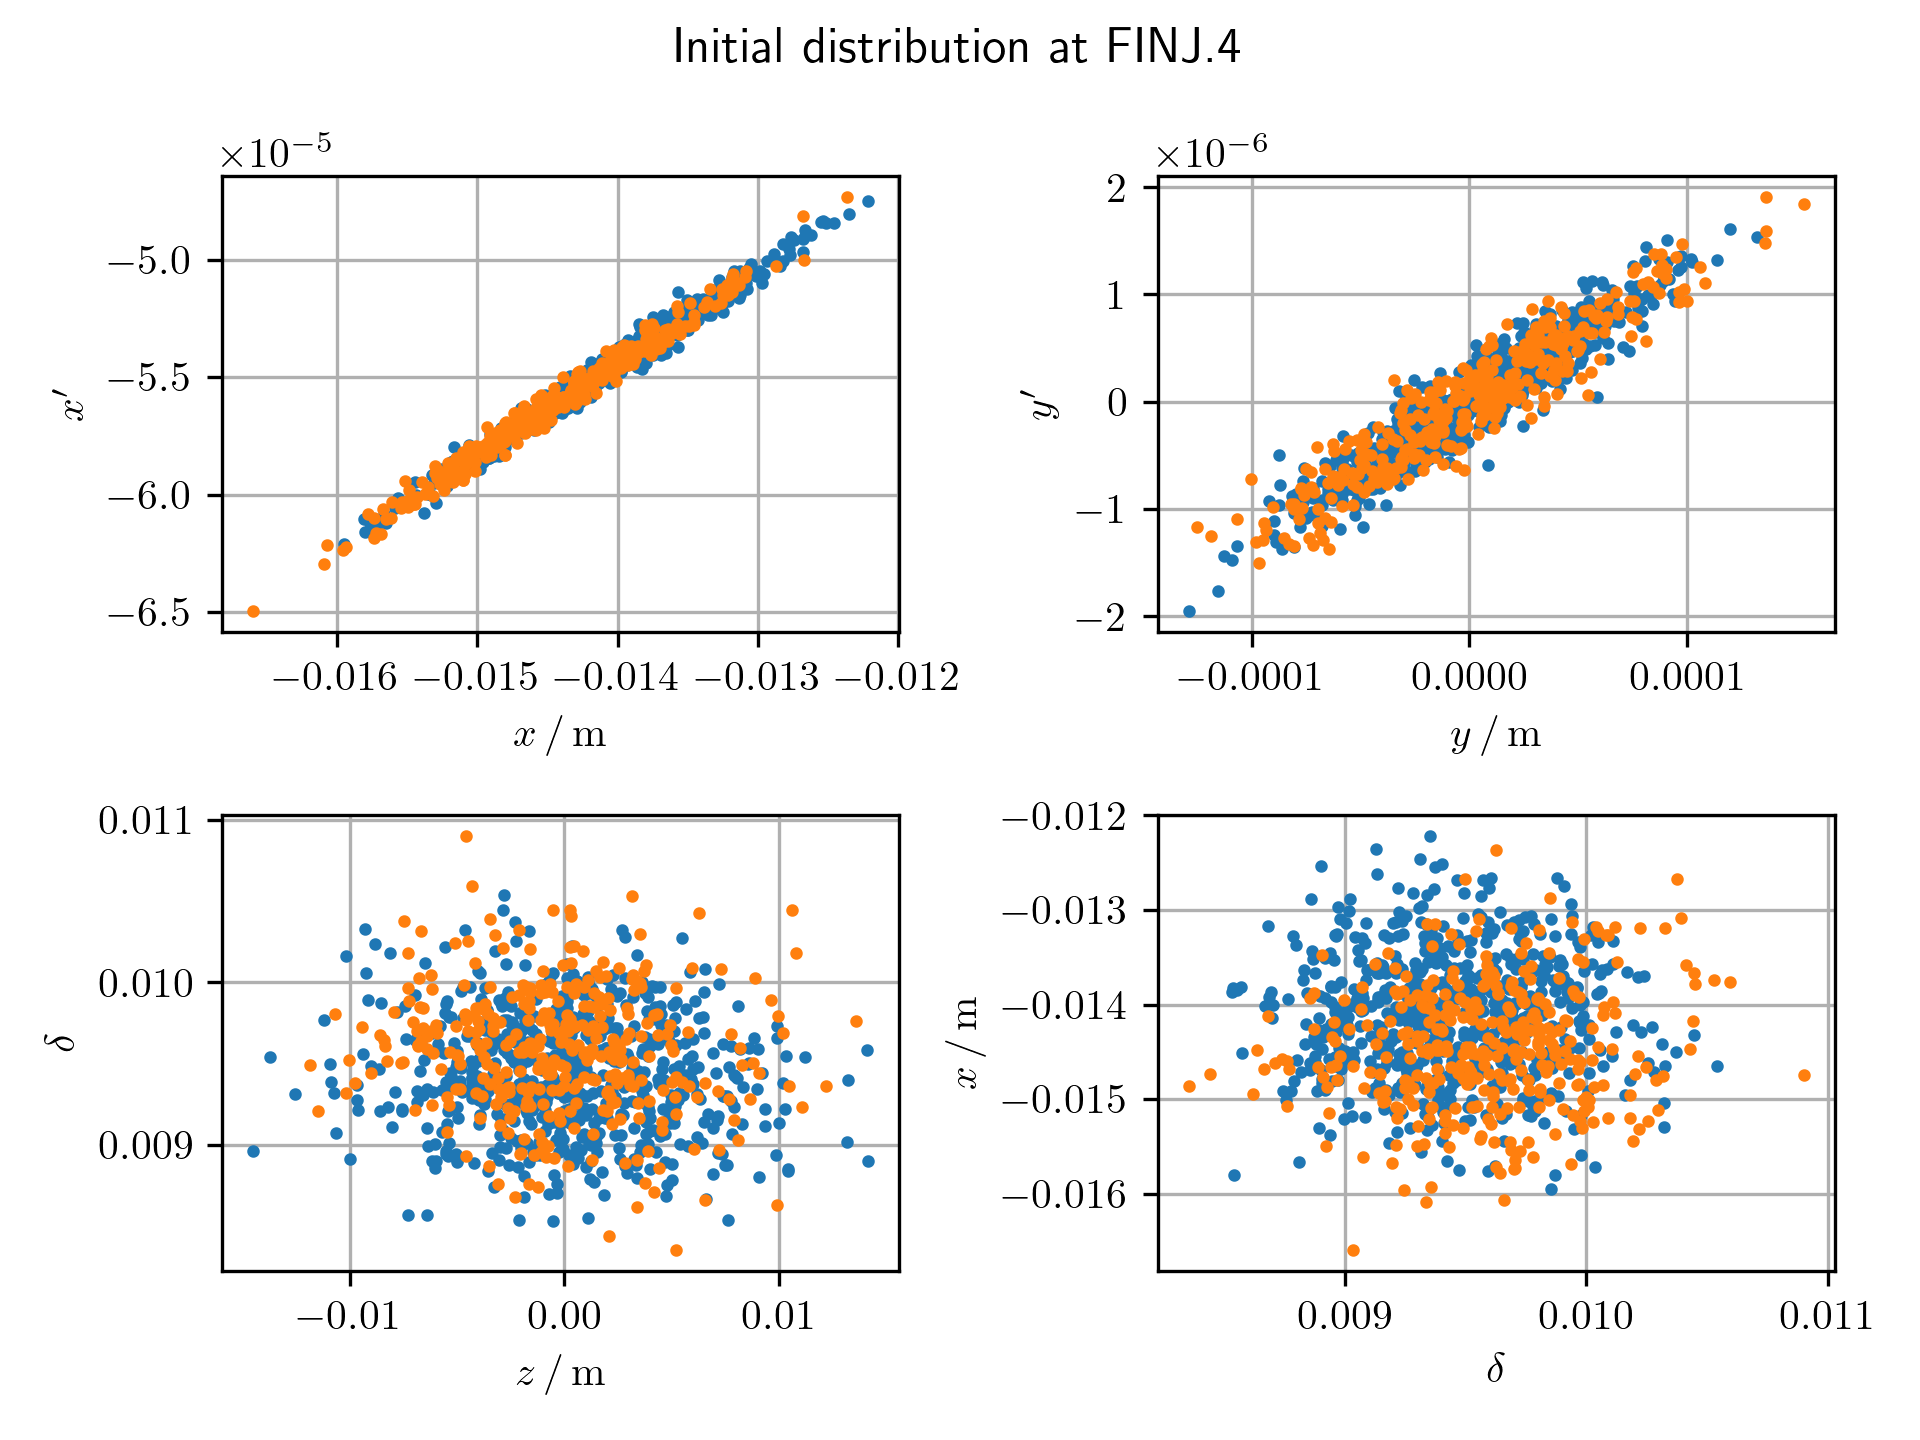 Initial distribution at FINJ.4
×10⁻⁵
−5.0
−5.5
−6.0
−6.5
x′
−0.016 −0.015 −0.014 −0.013 −0.012
x / m
×10⁻⁶
2
1
0
−1
−2
y′
−0.0001 0.0000 0.0001
y / m
0.011
0.010
0.009
δ
−0.01 0.00 0.01
z / m
−0.012
−0.013
−0.014
−0.015
−0.016
x / m
0.009 0.010 0.011
δ